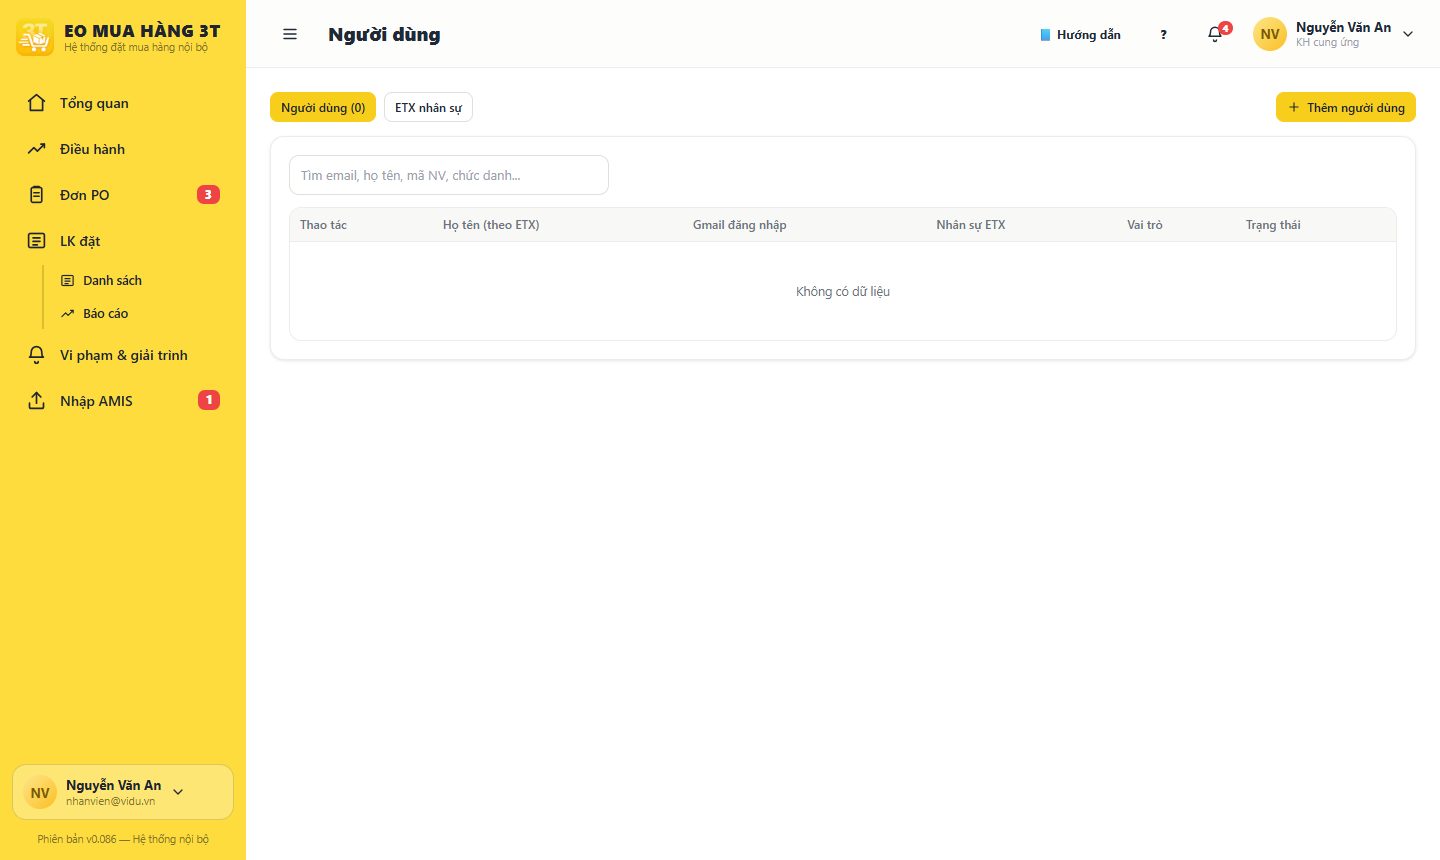 3T
EO MUA HÀNG 3T
Hệ thống đặt mua hàng nội bộ
Tổng quan
Điều hành
Đơn PO
3
LK đặt
Danh sách
Báo cáo
Vi phạm & giải trình
Nhập AMIS
1
NV
Nguyễn Văn An
nhanvien@vidu.vn
Phiên bản v0.086 — Hệ thống nội bộ
Người dùng
Hướng dẫn
?
4
NV
Nguyễn Văn An
KH cung ứng
Người dùng (0)
ETX nhân sự
+ Thêm người dùng
Tìm email, họ tên, mã NV, chức danh...
Thao tác
Họ tên (theo ETX)
Gmail đăng nhập
Nhân sự ETX
Vai trò
Trạng thái
Không có dữ liệu